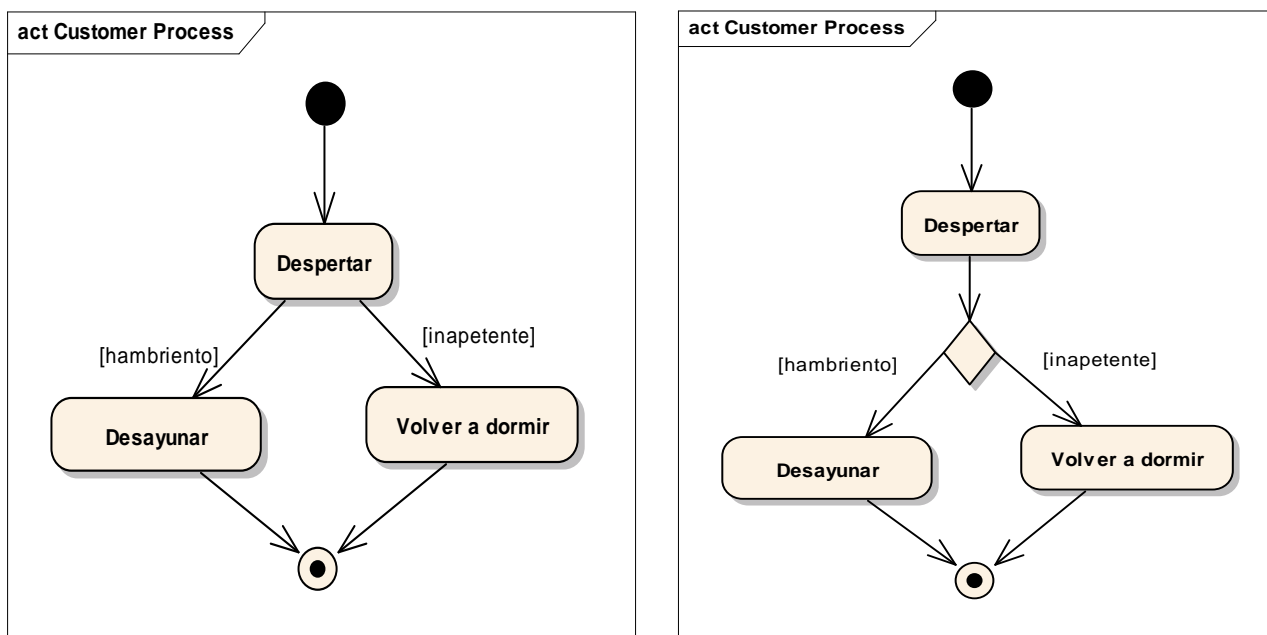 act Customer Process
Despertar
[hambriento]
[inapetente]
Desayunar
Volver a dormir
act Customer Process
Despertar
[hambriento]
[inapetente]
Desayunar
Volver a dormir